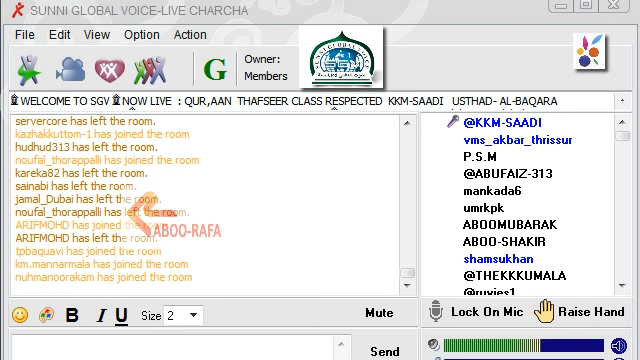 SUNNI GLOBAL VOICE-LIVE CHARCHA
File Edit View Option Action
G
Owner:
Members
WELCOME TO SGV NOW LIVE : QUR,AAN THAFSEER CLASS RESPECTED KKM-SAADI USTHAD- AL-BAQARA
servercore has left the room.
kazhakkuttom-1 has joined the room
hudhud313 has left the room.
noufal_thorappalli has joined the room
kareka82 has left the room.
sainabi has left the room.
jamal_Dubai has left the room.
noufal_thorappalli has left the room.
ARIFMOHD has joined the room
ARIFMOHD has left the room.
tpbaquavi has joined the room
km.mannarmala has joined the room
nuhmanoorakam has joined the room
ABOO-RAFA
@KKM-SAADI
vms_akbar_thrissur
P.S.M
@ABUFAIZ-313
mankada6
umrkpk
ABOOMUBARAK
ABOO-SHAKIR
shamsukhan
@THEKKKUMALA
@ruvies1
B I U Size 2 Mute
Lock On Mic Raise Hand
Send